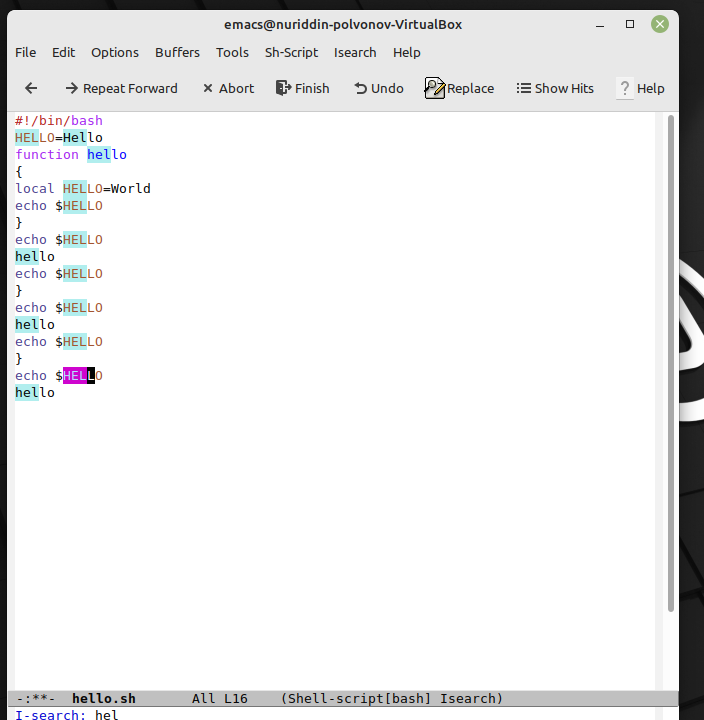 emacs@nuriddin-polvonov-VirtualBox
File Edit Options Buffers Tools Sh-Script Isearch Help
Repeat Forward Abort Finish Undo Replace Show Hits ? Help
#!/bin/bash
HELLO=Hello
function hello
{
local HELLO=World
echo $HELLO
}
echo $HELLO
hello
echo $HELLO
}
echo $HELLO
hello
echo $HELLO
}
echo $HELLO
hello
-:**- hello.sh All L16 (Shell-script[bash] Isearch)
I-search: hel